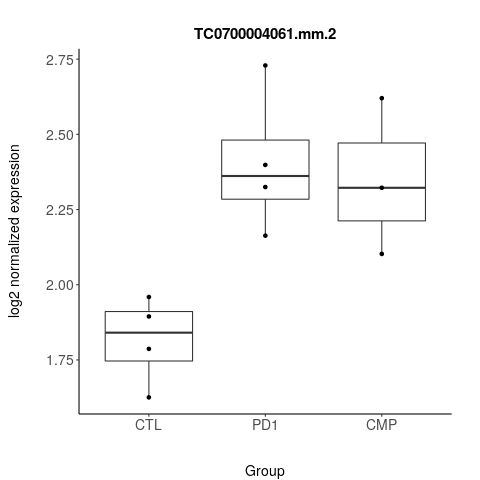 TC0700004061.mm.2
log2 normalized expression
2.75
2.50
2.25
2.00
1.75
CTL PD1 CMP
Group